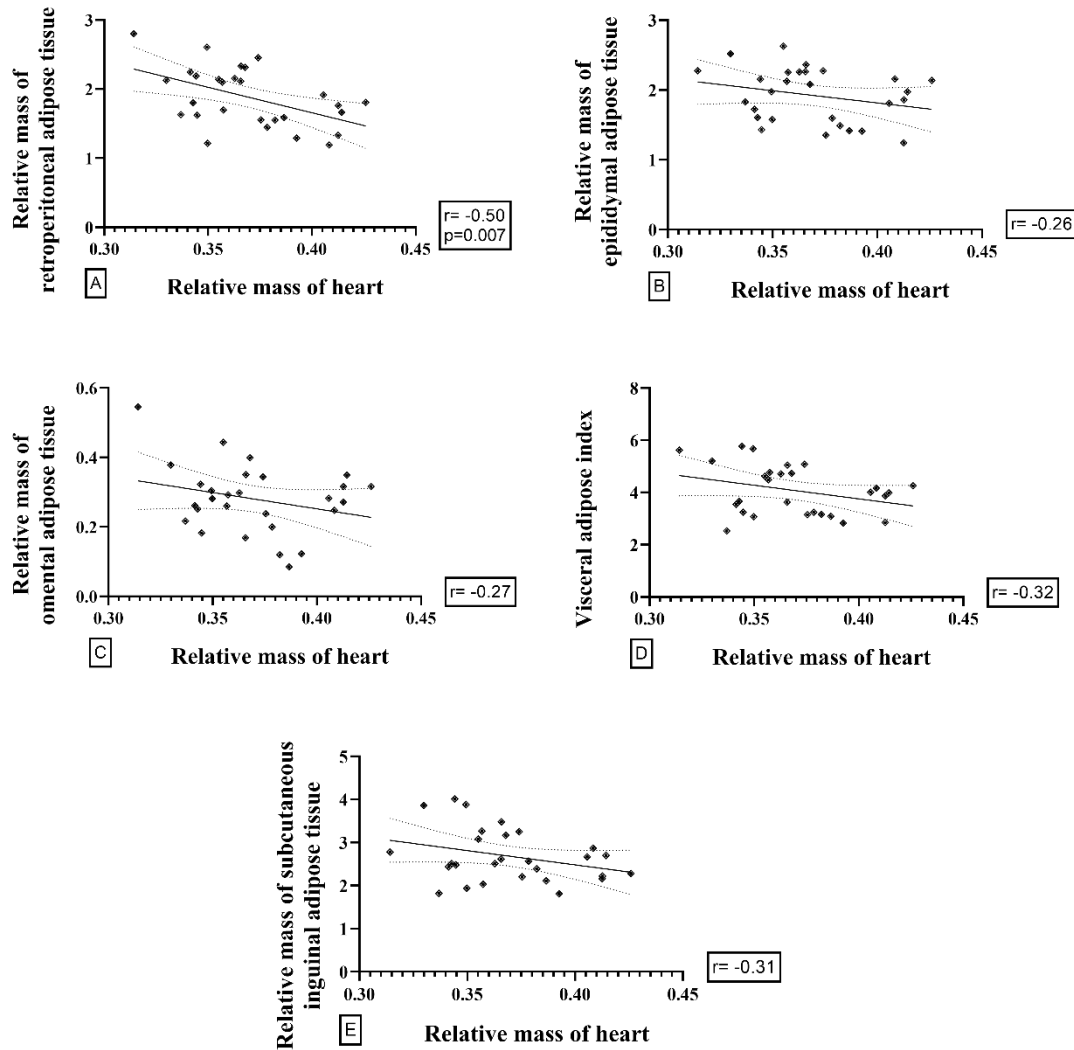 Relative mass of
retroperitoneal adipose tissue
3
2
1
0
0.30
0.35
0.40
0.45
r= -0.50
p=0.007
A
Relative mass of heart
Relative mass of
epididymal adipose tissue
3
2
1
0
0.30
0.35
0.40
0.45
r= -0.26
B
Relative mass of heart
Relative mass of
omental adipose tissue
0.6
0.4
0.2
0.0
0.30
0.35
0.40
0.45
r= -0.27
C
Relative mass of heart
Visceral adipose index
8
6
4
2
0
0.30
0.35
0.40
0.45
r= -0.32
D
Relative mass of heart
Relative mass of subcutaneous
inguinal adipose tissue
5
4
3
2
1
0
0.30
0.35
0.40
0.45
r= -0.31
E
Relative mass of heart